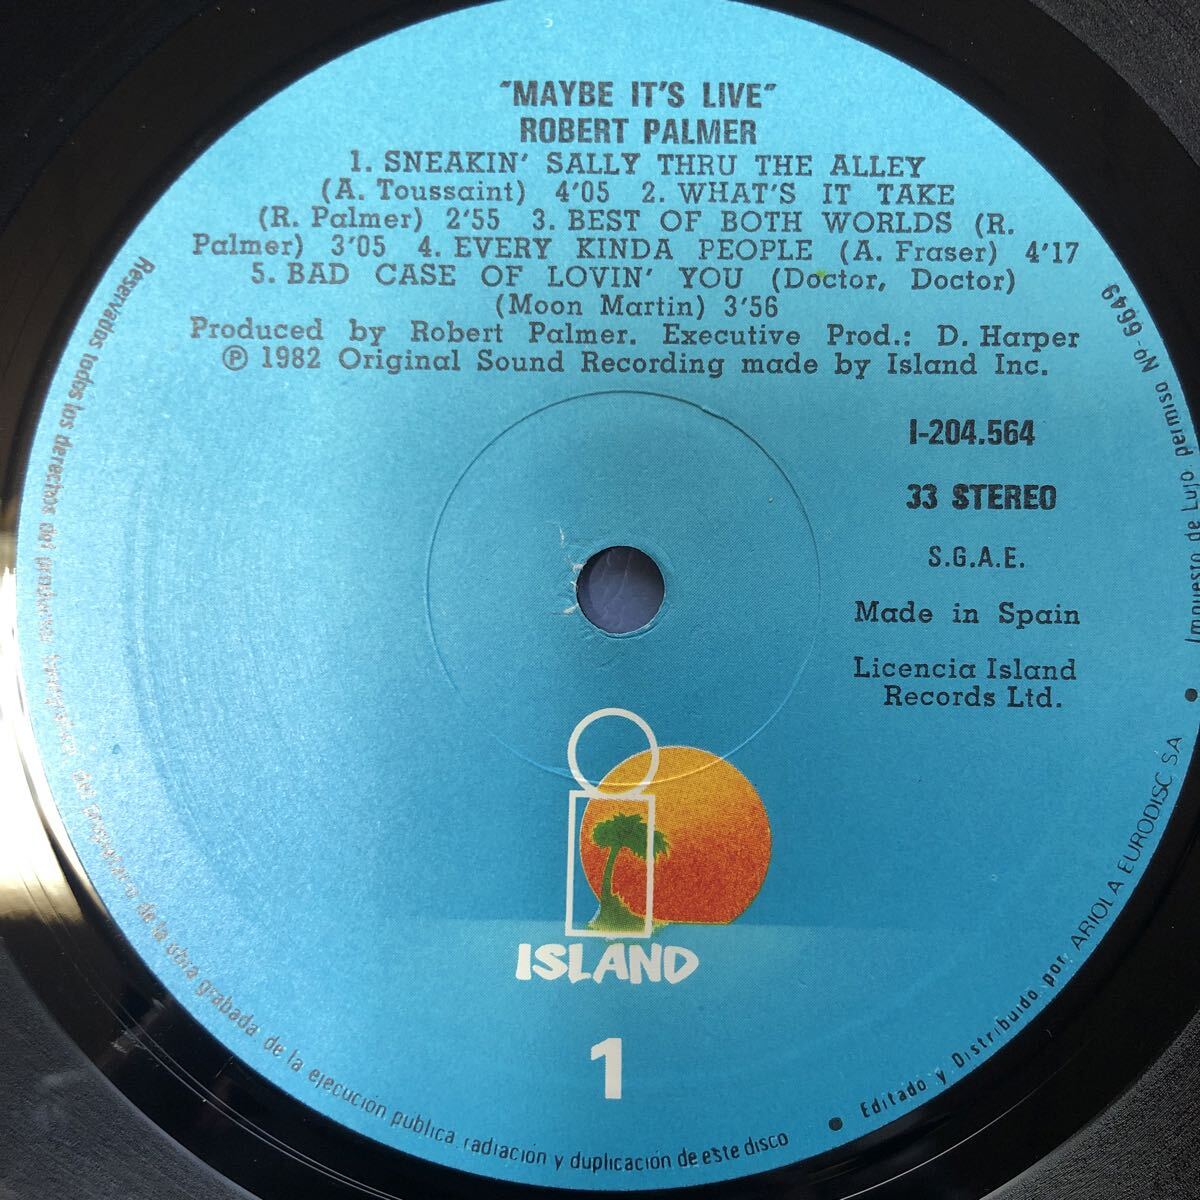 "MAYBE IT'S LIVE"
ROBERT PALMER
1. SNEAKIN' SALLY THRU THE ALLEY
(A. Toussaint) 4'05 2. WHAT'S IT TAKE
(R. Palmer) 2'55 3. BEST OF BOTH WORLDS (R.
Palmer) 3'05 4. EVERY KINDA PEOPLE (A. Fraser) 4'17
5. BAD CASE OF LOVIN' YOU (Doctor, Doctor)
(Moon Martin) 3'56
Produced by Robert Palmer. Executive Prod.: D. Harper
℗ 1982 Original Sound Recording made by Island Inc.
I-204.564
33 STEREO
S.G.A.E.
Made in Spain
Licencia Island
Records Ltd.
ISLAND
1
Reservados todos los derechos del de la obra grabada de la ejecución publica radiación y duplicación de este disco
Editado y Distribuido por ARIOLA EURODISC SA
Impuesto de Lujo permiso Nº-6649